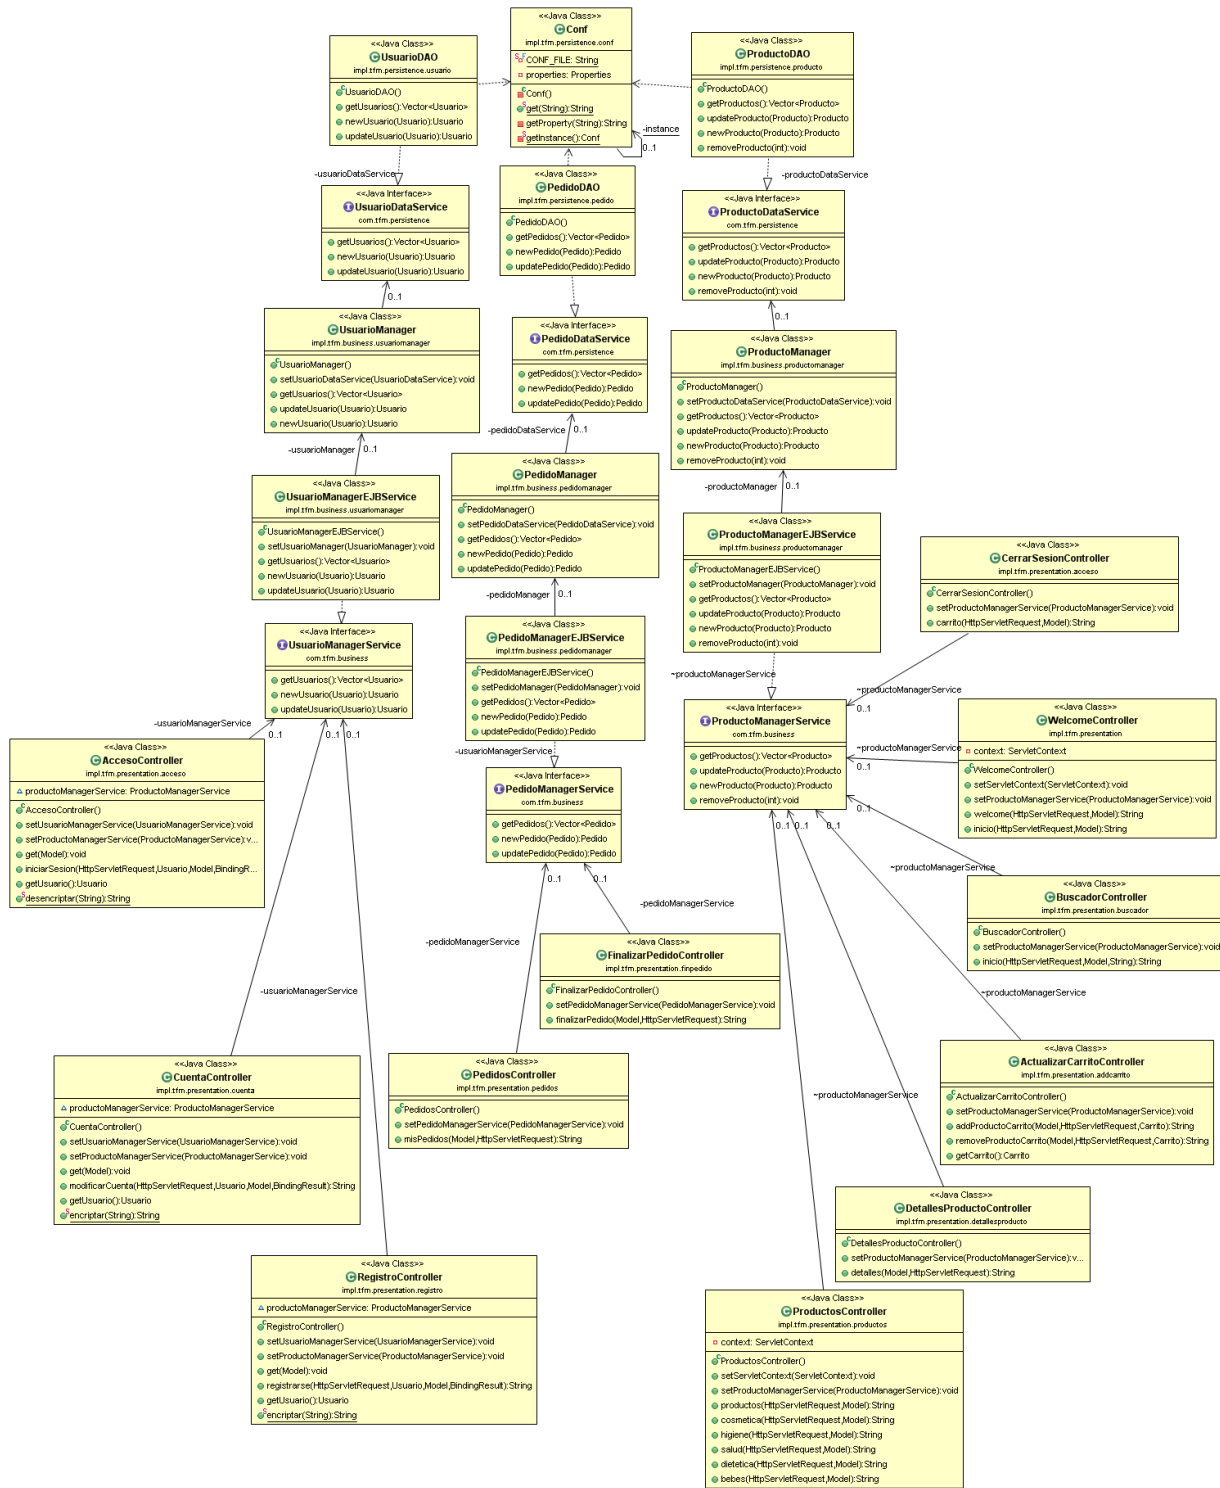 <<Java Class>>
Conf
impl.tfm.persistence.conf
CONF_FILE: String
properties: Properties
Conf()
get(String):String
getProperty(String):String
getInstance():Conf
-instance
0..1
<<Java Class>>
UsuarioDAO
impl.tfm.persistence.usuario
UsuarioDAO()
getUsuarios():Vector<Usuario>
newUsuario(Usuario):Usuario
updateUsuario(Usuario):Usuario
<<Java Class>>
ProductoDAO
impl.tfm.persistence.producto
ProductoDAO()
getProductos():Vector<Producto>
updateProducto(Producto):Producto
newProducto(Producto):Producto
removeProducto(int):void
-usuarioDataService
<<Java Interface>>
UsuarioDataService
com.tfm.persistence
getUsuarios():Vector<Usuario>
newUsuario(Usuario):Usuario
updateUsuario(Usuario):Usuario
0..1
<<Java Class>>
PedidoDAO
impl.tfm.persistence.pedido
PedidoDAO()
getPedidos():Vector<Pedido>
newPedido(Pedido):Pedido
updatePedido(Pedido):Pedido
-productoDataService
<<Java Interface>>
ProductoDataService
com.tfm.persistence
getProductos():Vector<Producto>
updateProducto(Producto):Producto
newProducto(Producto):Producto
removeProducto(int):void
0..1
<<Java Class>>
UsuarioManager
impl.tfm.business.usuariomanager
UsuarioManager()
setUsuarioDataService(UsuarioDataService):void
getUsuarios():Vector<Usuario>
updateUsuario(Usuario):Usuario
newUsuario(Usuario):Usuario
-usuarioManager
0..1
<<Java Interface>>
PedidoDataService
com.tfm.persistence
getPedidos():Vector<Pedido>
newPedido(Pedido):Pedido
updatePedido(Pedido):Pedido
-pedidoDataService
0..1
<<Java Class>>
ProductoManager
impl.tfm.business.productomanager
ProductoManager()
setProductoDataService(ProductoDataService):void
getProductos():Vector<Producto>
updateProducto(Producto):Producto
newProducto(Producto):Producto
removeProducto(int):void
-productoManager
0..1
<<Java Class>>
UsuarioManagerEJBService
impl.tfm.business.usuariomanager
UsuarioManagerEJBService()
setUsuarioManager(UsuarioManager):void
getUsuarios():Vector<Usuario>
newUsuario(Usuario):Usuario
updateUsuario(Usuario):Usuario
<<Java Class>>
PedidoManager
impl.tfm.business.pedidomanager
PedidoManager()
setPedidoDataService(PedidoDataService):void
getPedidos():Vector<Pedido>
newPedido(Pedido):Pedido
updatePedido(Pedido):Pedido
-pedidoManager
0..1
<<Java Class>>
ProductoManagerEJBService
impl.tfm.business.productomanager
ProductoManagerEJBService()
setProductoManager(ProductoManager):void
getProductos():Vector<Producto>
updateProducto(Producto):Producto
newProducto(Producto):Producto
removeProducto(int):void
~productoManagerService
<<Java Class>>
CerrarSesionController
impl.tfm.presentation.acceso
CerrarSesionController()
setProductoManagerService(ProductoManagerService):void
carrito(HttpServletRequest,Model):String
~productoManagerService
0..1
<<Java Interface>>
UsuarioManagerService
com.tfm.business
getUsuarios():Vector<Usuario>
newUsuario(Usuario):Usuario
updateUsuario(Usuario):Usuario
-usuarioManagerService
0..1
0..1
0..1
<<Java Class>>
PedidoManagerEJBService
impl.tfm.business.pedidomanager
PedidoManagerEJBService()
setPedidoManager(PedidoManager):void
getPedidos():Vector<Pedido>
newPedido(Pedido):Pedido
updatePedido(Pedido):Pedido
-usuarioManagerService
<<Java Interface>>
ProductoManagerService
com.tfm.business
getProductos():Vector<Producto>
updateProducto(Producto):Producto
newProducto(Producto):Producto
removeProducto(int):void
0..1
0..1
0..1
0..1
~productoManagerService
0..1
<<Java Class>>
WelcomeController
impl.tfm.presentation
context: ServletContext
WelcomeController()
setServletContext(ServletContext):void
setProductoManagerService(ProductoManagerService):void
welcome(HttpServletRequest,Model):String
inicio(HttpServletRequest,Model):String
<<Java Class>>
AccesoController
impl.tfm.presentation.acceso
productoManagerService: ProductoManagerService
AccesoController()
setUsuarioManagerService(UsuarioManagerService):void
setProductoManagerService(ProductoManagerService):v...
get(Model):void
iniciarSesion(HttpServletRequest,Usuario,Model,BindingR...
getUsuario():Usuario
desencriptar(String):String
<<Java Interface>>
PedidoManagerService
com.tfm.business
getPedidos():Vector<Pedido>
newPedido(Pedido):Pedido
updatePedido(Pedido):Pedido
0..1
0..1
-pedidoManagerService
-pedidoManagerService
~productoManagerService
<<Java Class>>
BuscadorController
impl.tfm.presentation.buscador
BuscadorController()
setProductoManagerService(ProductoManagerService):void
inicio(HttpServletRequest,Model,String):String
<<Java Class>>
FinalizarPedidoController
impl.tfm.presentation.finpedido
FinalizarPedidoController()
setPedidoManagerService(PedidoManagerService):void
finalizarPedido(Model,HttpServletRequest):String
-usuarioManagerService
~productoManagerService
<<Java Class>>
CuentaController
impl.tfm.presentation.cuenta
productoManagerService: ProductoManagerService
CuentaController()
setUsuarioManagerService(UsuarioManagerService):void
setProductoManagerService(ProductoManagerService):void
get(Model):void
modificarCuenta(HttpServletRequest,Usuario,Model,BindingResult):String
getUsuario():Usuario
encriptar(String):String
<<Java Class>>
PedidosController
impl.tfm.presentation.pedidos
PedidosController()
setPedidoManagerService(PedidoManagerService):void
misPedidos(Model,HttpServletRequest):String
<<Java Class>>
ActualizarCarritoController
impl.tfm.presentation.addcarrito
ActualizarCarritoController()
setProductoManagerService(ProductoManagerService):void
addProductoCarrito(Model,HttpServletRequest,Carrito):String
removeProductoCarrito(Model,HttpServletRequest,Carrito):String
getCarrito():Carrito
~productoManagerService
<<Java Class>>
DetallesProductoController
impl.tfm.presentation.detallesproducto
DetallesProductoController()
setProductoManagerService(ProductoManagerService):v...
detalles(Model,HttpServletRequest):String
<<Java Class>>
RegistroController
impl.tfm.presentation.registro
productoManagerService: ProductoManagerService
RegistroController()
setUsuarioManagerService(UsuarioManagerService):void
setProductoManagerService(ProductoManagerService):void
get(Model):void
registrarse(HttpServletRequest,Usuario,Model,BindingResult):String
getUsuario():Usuario
encriptar(String):String
<<Java Class>>
ProductosController
impl.tfm.presentation.productos
context: ServletContext
ProductosController()
setServletContext(ServletContext):void
setProductoManagerService(ProductoManagerService):void
productos(HttpServletRequest,Model):String
cosmetica(HttpServletRequest,Model):String
higiene(HttpServletRequest,Model):String
salud(HttpServletRequest,Model):String
dietetica(HttpServletRequest,Model):String
bebes(HttpServletRequest,Model):String